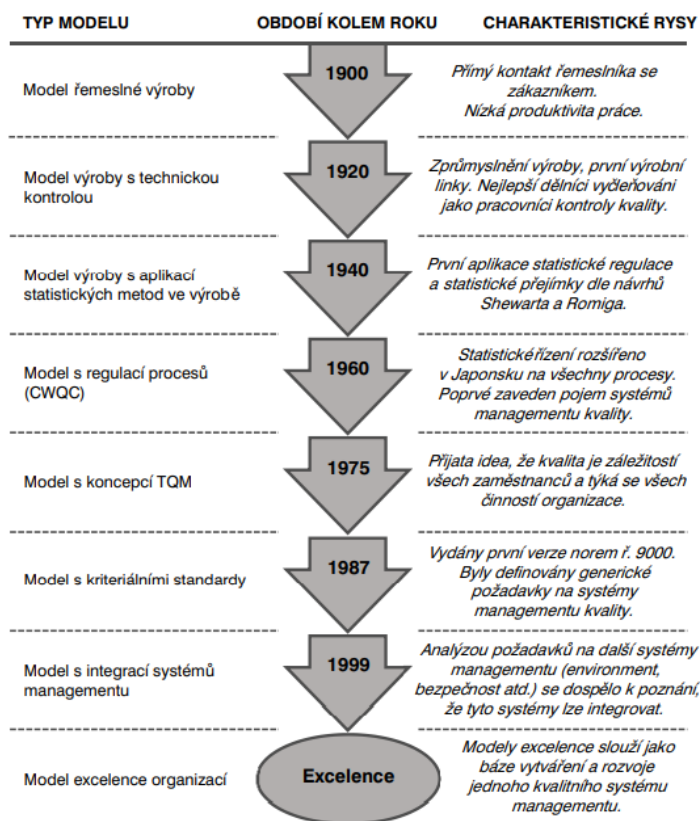 TYP MODELU OBDOBÍ KOLEM ROKU CHARAKTERISTICKÉ RYSY
Model řemeslné výroby
1900
Přímý kontakt řemeslníka se
zákazníkem.
Nízká produktivita práce.
Model výroby s technickou
kontrolou
1920
Zprůmyslnění výroby, první výrobní
linky. Nejlepší dělníci vyčleňováni
jako pracovníci kontroly kvality.
Model výroby s aplikací
statistických metod ve výrobě
1940
První aplikace statistické regulace
a statistické přejímky dle návrhů
Shewarta a Romiga.
Model s regulací procesů
(CWQC)
1960
Statistickéřízení rozšířeno
v Japonsku na všechny procesy.
Poprvé zaveden pojem systémů
managementu kvality.
Model s koncepcí TQM
1975
Přijata idea, že kvalita je záležitostí
všech zaměstnanců a týká se všech
činností organizace.
Model s kriteriálními standardy
1987
Vydány první verze norem ř. 9000.
Byly definovány generické
požadavky na systémy
managementu kvality.
Model s integrací systémů
managementu
1999
Analýzou požadavků na další systémy
managementu (environment,
bezpečnost atd.) se dospělo k poznání,
že tyto systémy lze integrovat.
Model excelence organizací
Excelence
Modely excelence slouží jako
báze vytváření a rozvoje
jednoho kvalitního systému
managementu.